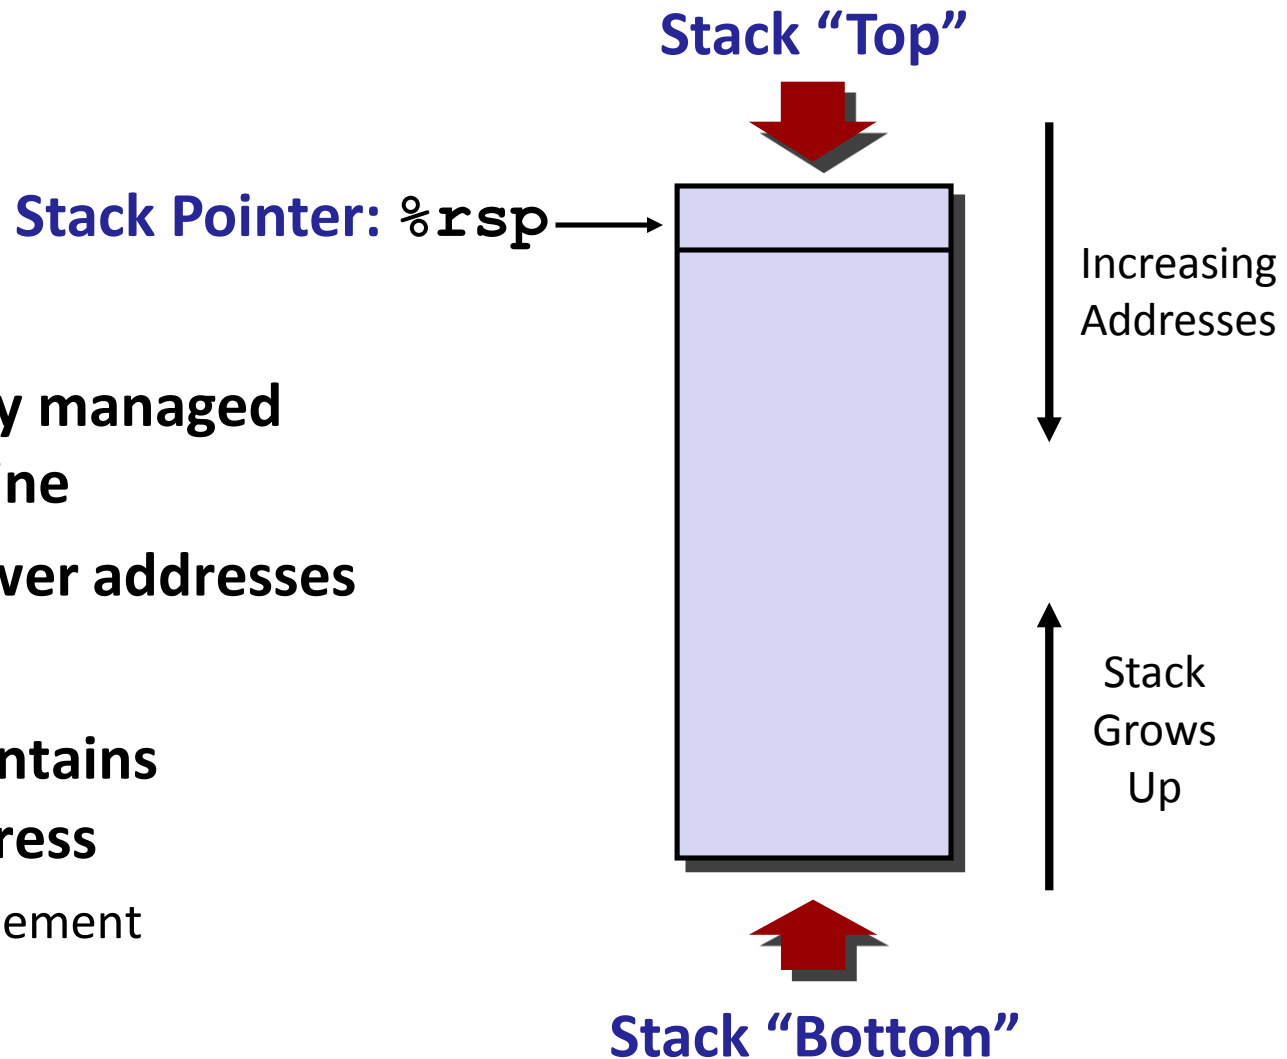 Stack “Top”
Stack Pointer: %rsp
Increasing
Addresses
y managed
ine
ver addresses
Stack
Grows
Up
ntains
ress
ement
Stack “Bottom”